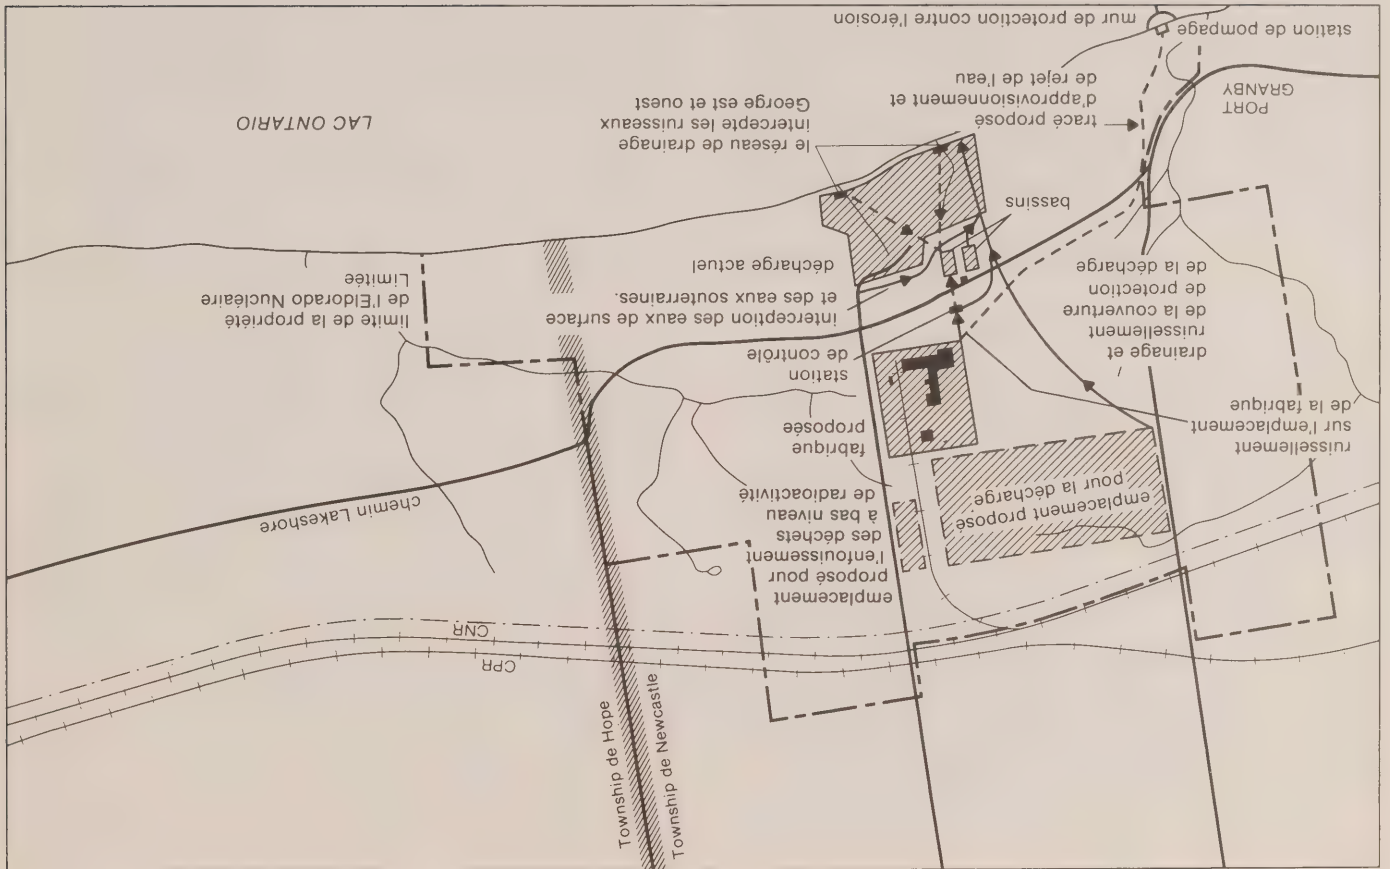 Township de Newcastle
Township de Hope
CPR
CNR
emplacement
proposé pour
l'enfouissement
des déchets
à bas niveau
de radioactivité
emplacement proposé
pour la décharge
chemin Lakeshore
ruissellement
sur l'emplacement
de la fabrique
fabrique
proposée
station
de contrôle
drainage et
ruissellement
de la couverture
de protection
de la décharge
limite de la propriété
de l'Eldorado Nucléaire
Limitée
interception des eaux de surface
et des eaux souterraines.
décharge actuel
bassins
le réseau de drainage
intercepte les ruisseaux
George est et ouest
LAC ONTARIO
tracé proposé
d'approvisionnement et
de rejet de l'eau
PORT
GRANBY
station de pompage
mur de protection contre l'érosion